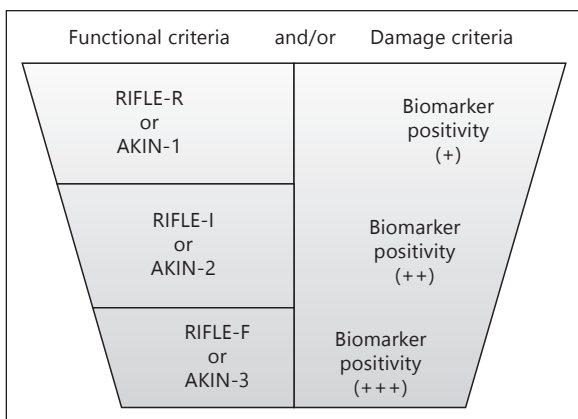 Functional criteria and/or Damage criteria
RIFLE-R
or
AKIN-1
Biomarker
positivity
(+)
RIFLE-I
or
AKIN-2
Biomarker
positivity
(++)
RIFLE-F
or
AKIN-3
Biomarker
positivity
(+++)